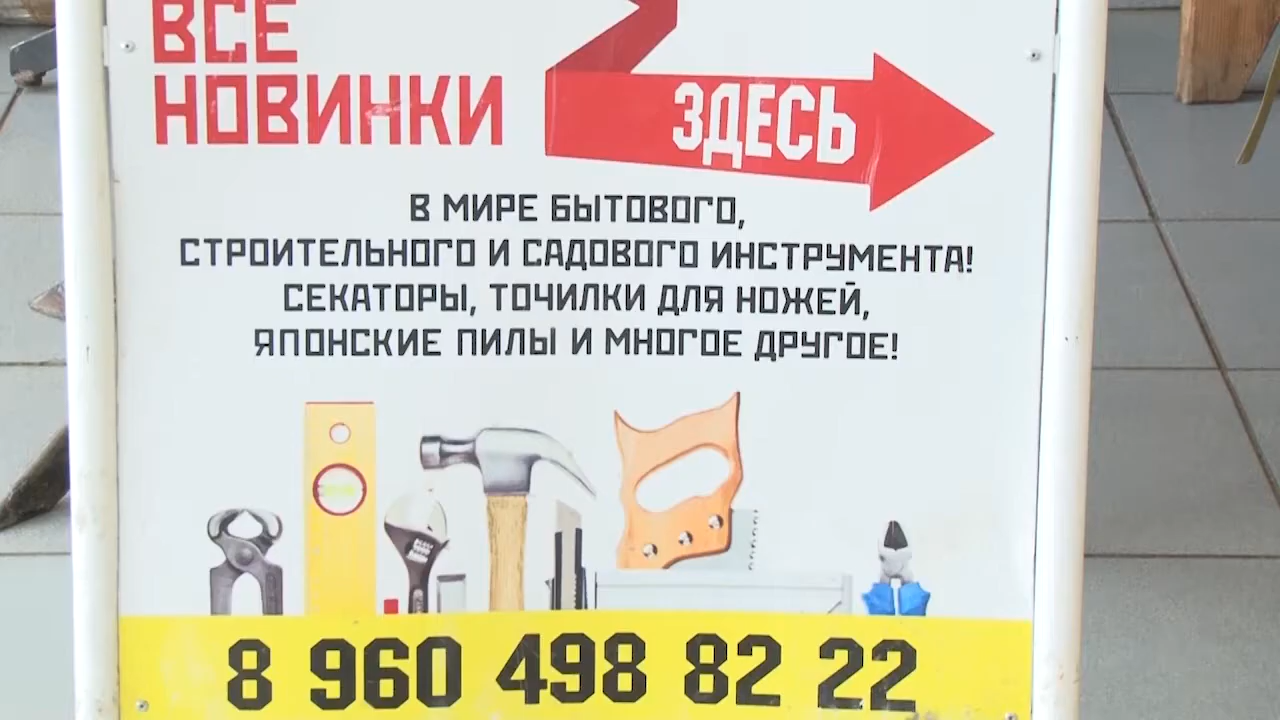 ВСЕ
НОВИНКИ
ЗДЕСЬ
В МИРЕ БЫТОВОГО,
СТРОИТЕЛЬНОГО И САДОВОГО ИНСТРУМЕНТА!
СЕКАТОРЫ, ТОЧИЛКИ ДЛЯ НОЖЕЙ,
ЯПОНСКИЕ ПИЛЫ И МНОГОЕ ДРУГОЕ!
8 960 498 82 22